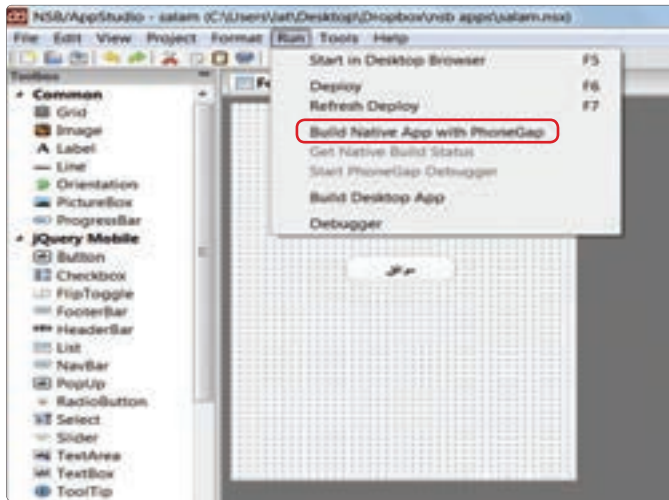 NSB/AppStudio - salam (C:\Users\lat\Desktop\Dropbox\nsb apps\salam.nsx)
File Edit View Project Format Run Tools Help
Toolbox
Common
Grid
Image
A Label
Line
Orientation
PictureBox
ProgressBar
jQuery Mobile
Button
Checkbox
FlipToggle
FooterBar
HeaderBar
List
NavBar
PopUp
RadioButton
Select
Slider
TextArea
TextBox
ToolTip
Start in Desktop Browser F5
Deploy F6
Refresh Deploy F7
Build Native App with PhoneGap
Get Native Build Status
Start PhoneGap Debugger
Build Desktop App
Debugger